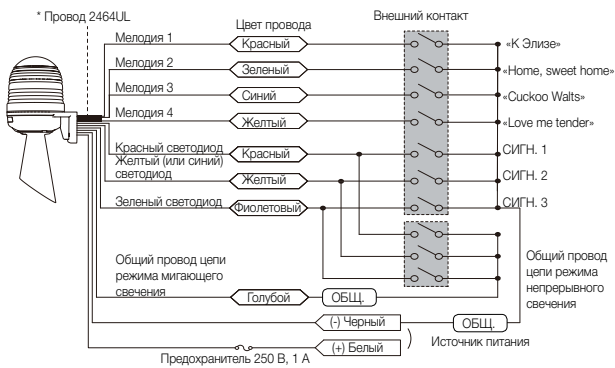 * Провод 2464UL
Цвет провода
Внешний контакт
Мелодия 1
Красный
«К Элизе»
Мелодия 2
Зеленый
«Home, sweet home»
Мелодия 3
Синий
«Cuckoo Walts»
Мелодия 4
Желтый
«Love me tender»
Красный светодиод
Красный
СИГН. 1
Желтый (или синий)
светодиод
Желтый
СИГН. 2
Зеленый светодиод
Фиолетовый
СИГН. 3
Общий провод цепи
режима мигающего
свечения
Голубой
ОБЩ.
Общий провод
цепи режима
непрерывного
свечения
(-) Черный
ОБЩ.
Источник питания
(+) Белый
Предохранитель 250 В, 1 А